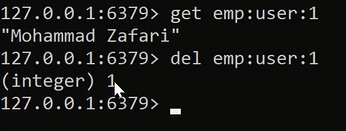 127.0.0.1:6379> get emp:user:1
"Mohammad Zafari"
127.0.0.1:6379> del emp:user:1
(integer) 1
127.0.0.1:6379>